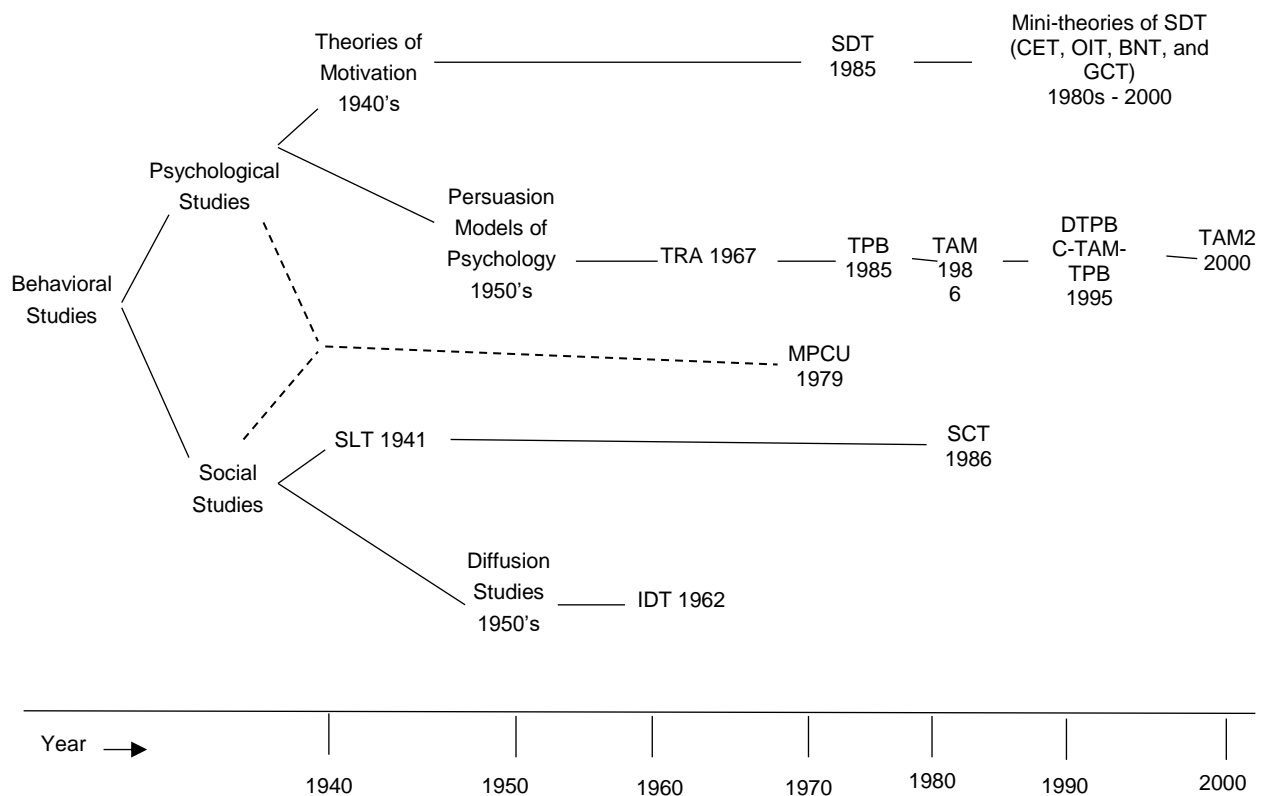 Theories of
Motivation
1940's
SDT
1985
Mini-theories of SDT
(CET, OIT, BNT, and
GCT)
1980s - 2000
Psychological
Studies
Persuasion
Models of
Psychology
1950's
TRA 1967
TPB
1985
TAM
198
6
DTPB
C-TAM-
TPB
1995
TAM2
2000
Behavioral
Studies
MPCU
1979
SLT 1941
SCT
1986
Social
Studies
Diffusion
Studies
1950's
IDT 1962
Year
1940
1950
1960
1970
1980
1990
2000